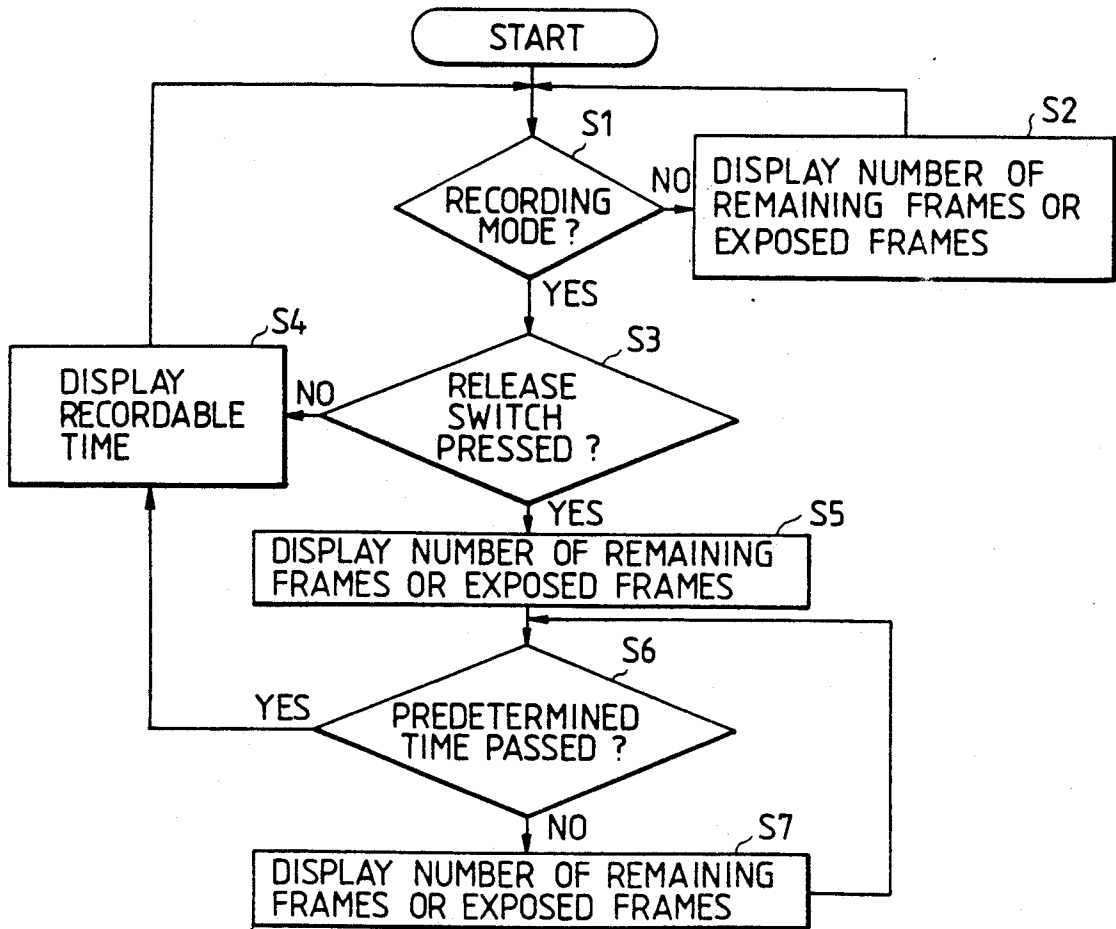 START
S1
RECORDING
MODE ?
NO
S2
DISPLAY NUMBER OF
REMAINING FRAMES OR
EXPOSED FRAMES
YES
S3
RELEASE
SWITCH
PRESSED ?
NO
S4
DISPLAY
RECORDABLE
TIME
YES
S5
DISPLAY NUMBER OF REMAINING
FRAMES OR EXPOSED FRAMES
S6
PREDETERMINED
TIME PASSED ?
YES
NO
S7
DISPLAY NUMBER OF REMAINING
FRAMES OR EXPOSED FRAMES